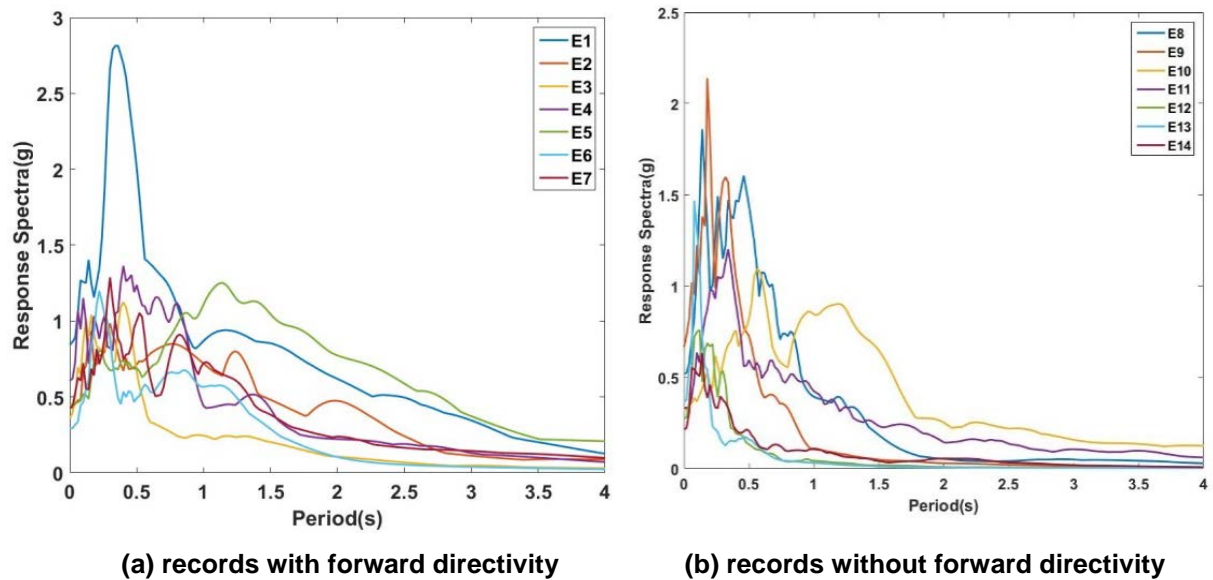 3
2.5
2
1.5
1
0.5
0
Response Spectra(g)
0 0.5 1 1.5 2 2.5 3 3.5 4
Period(s)
E1
E2
E3
E4
E5
E6
E7
(a) records with forward directivity
2.5
2
1.5
1
0.5
0
Response Spectra(g)
0 0.5 1 1.5 2 2.5 3 3.5 4
Period(s)
E8
E9
E10
E11
E12
E13
E14
(b) records without forward directivity